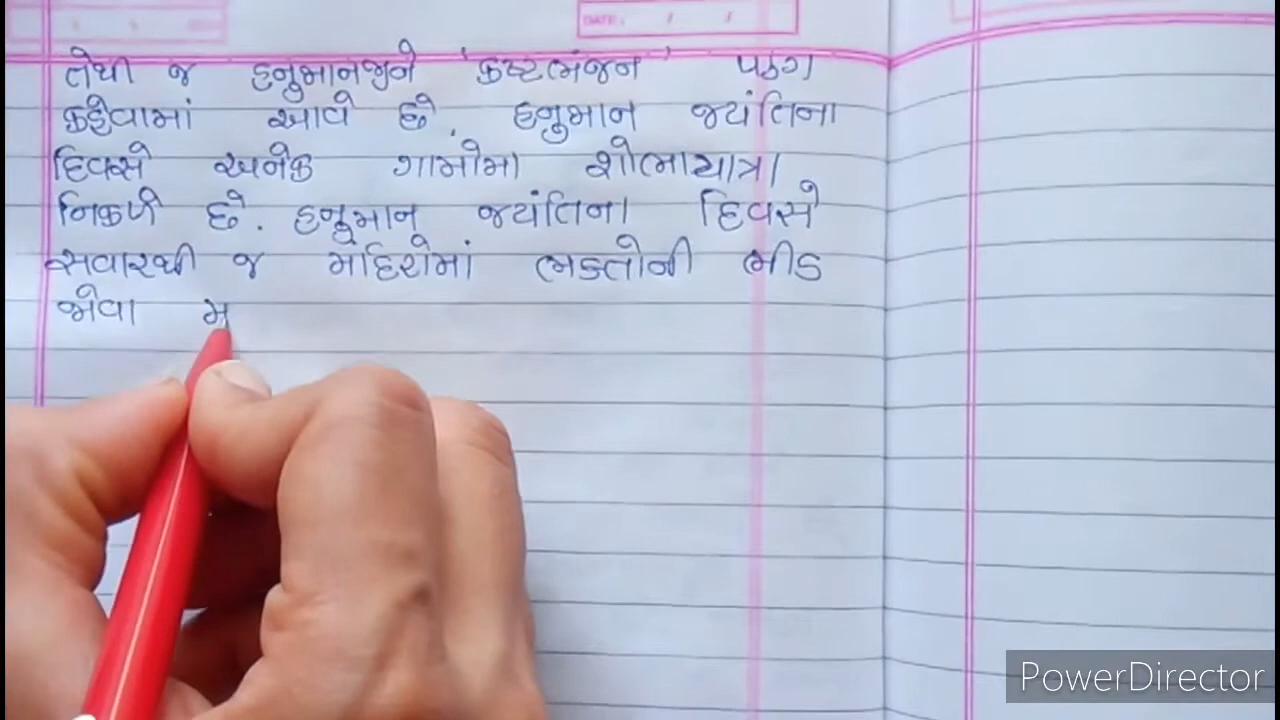 DATE: / /
તેથી જ હનુમાનજીને 'કષ્ટભંજન' પણ
કહેવામાં આવે છે. હનુમાન જયંતિના
દિવસે અનેક ગામોમા શોભાયાત્રા
નિકળે છે. હનુમાન જયંતિના દિવસે
સવારથી જ મંદિરોમાં ભક્તોની ભીડ
જોવા મ
PowerDirector